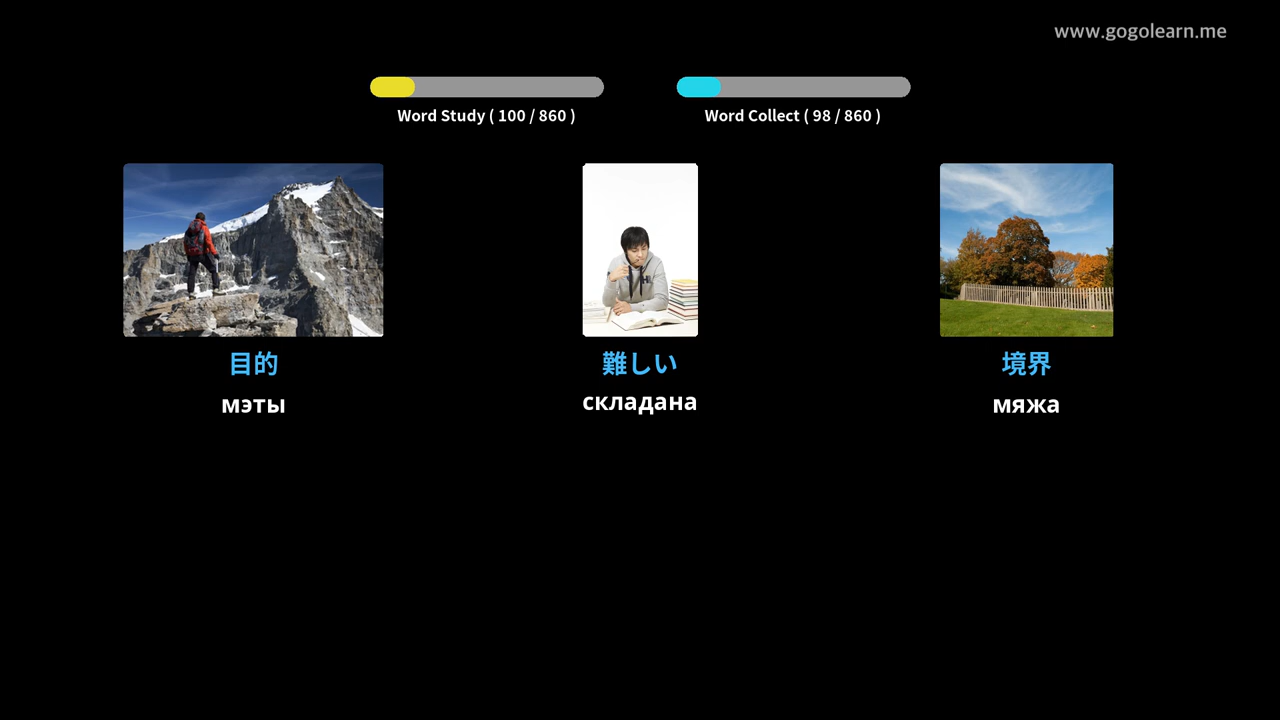 www.gogolearn.me
Word Study ( 100 / 860 )
Word Collect ( 98 / 860 )
目的
мэты
難しい
складана
境界
мяжа